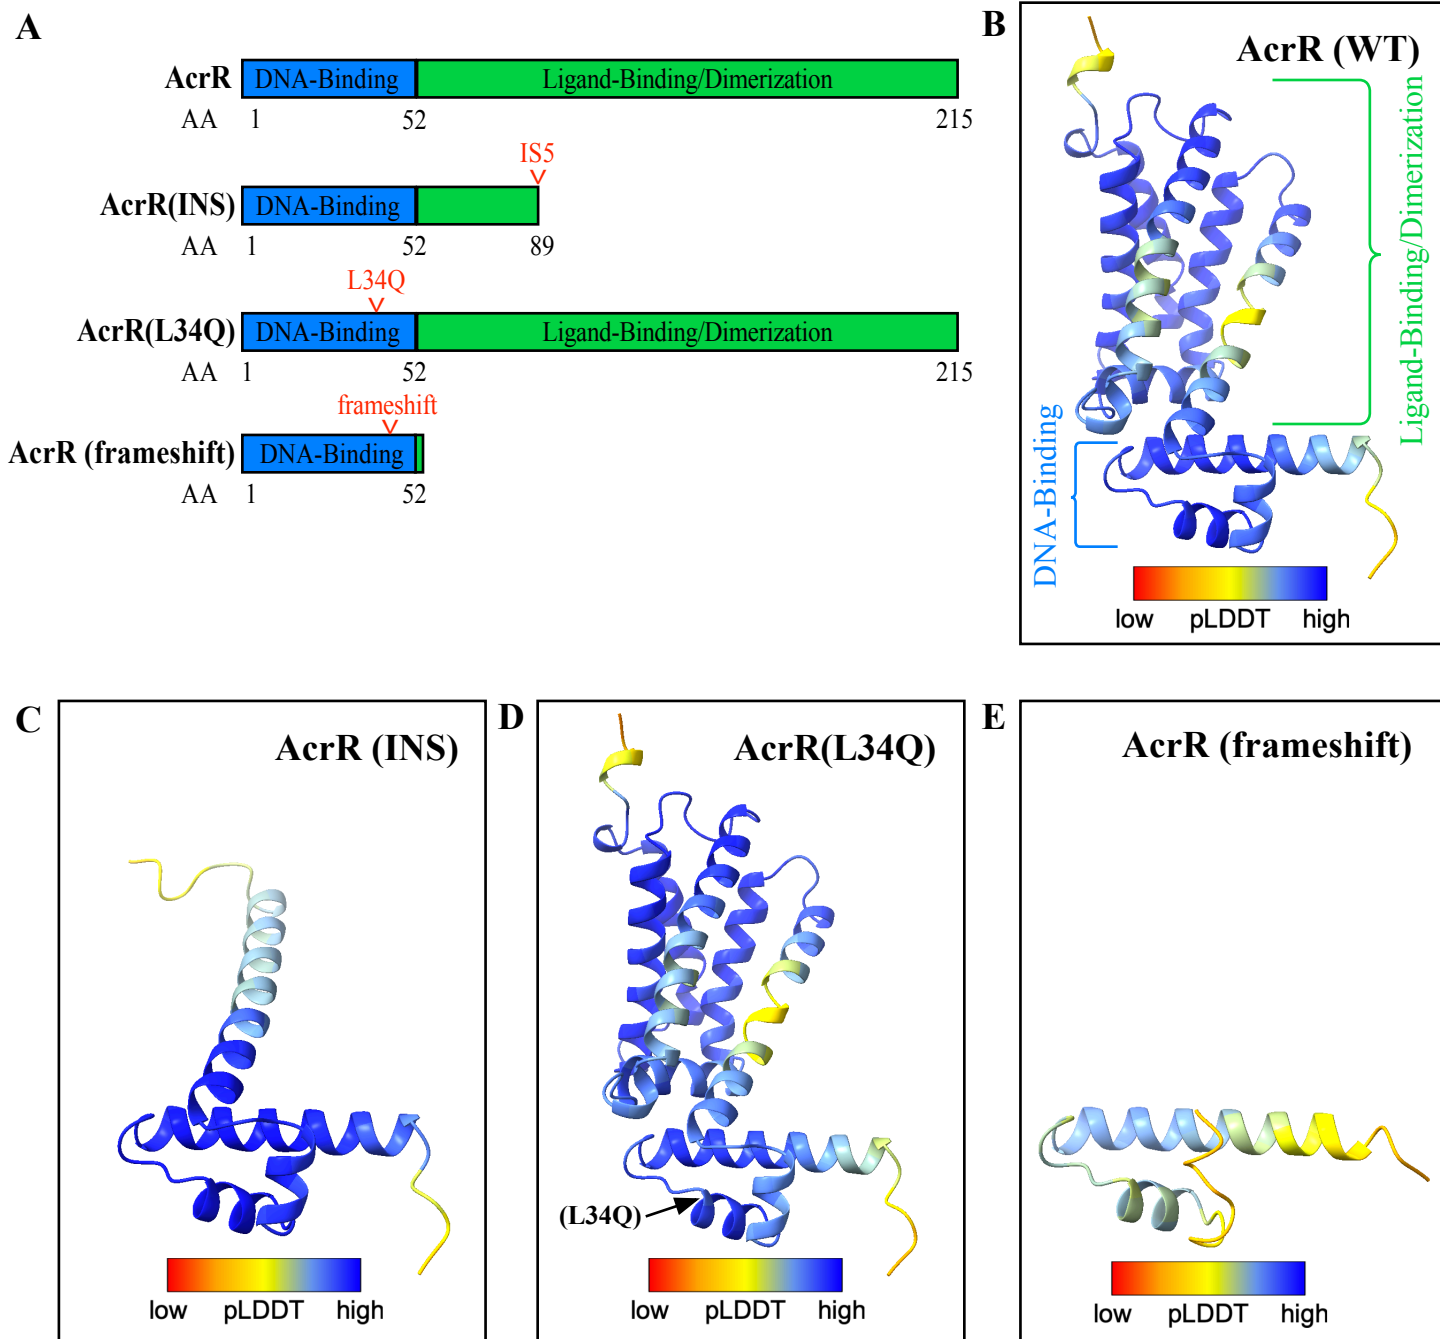 A
AcrR
DNA-Binding
Ligand-Binding/Dimerization
AA
1
52
215
IS5
AcrR(INS)
DNA-Binding
AA
1
52
89
L34Q
AcrR(L34Q)
DNA-Binding
Ligand-Binding/Dimerization
AA
1
52
215
frameshift
AcrR (frameshift)
DNA-Binding
AA
1
52
B
AcrR (WT)
Ligand-Binding/Dimerization
DNA-Binding
low pLDDT high
C
AcrR (INS)
low pLDDT high
D
AcrR(L34Q)
(L34Q)
low pLDDT high
E
AcrR (frameshift)
low pLDDT high